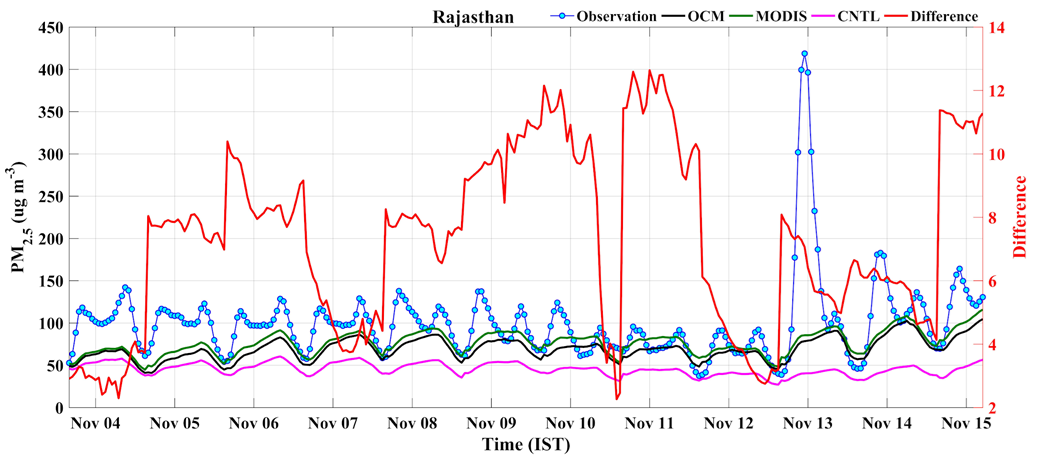 Rajasthan
Observation OCM MODIS CNTL Difference
450
400
350
300
250
200
150
100
50
0
PM2.5 (ug m-3)
14
12
10
8
6
4
2
Difference
Nov 04 Nov 05 Nov 06 Nov 07 Nov 08 Nov 09 Nov 10 Nov 11 Nov 12 Nov 13 Nov 14 Nov 15
Time (IST)